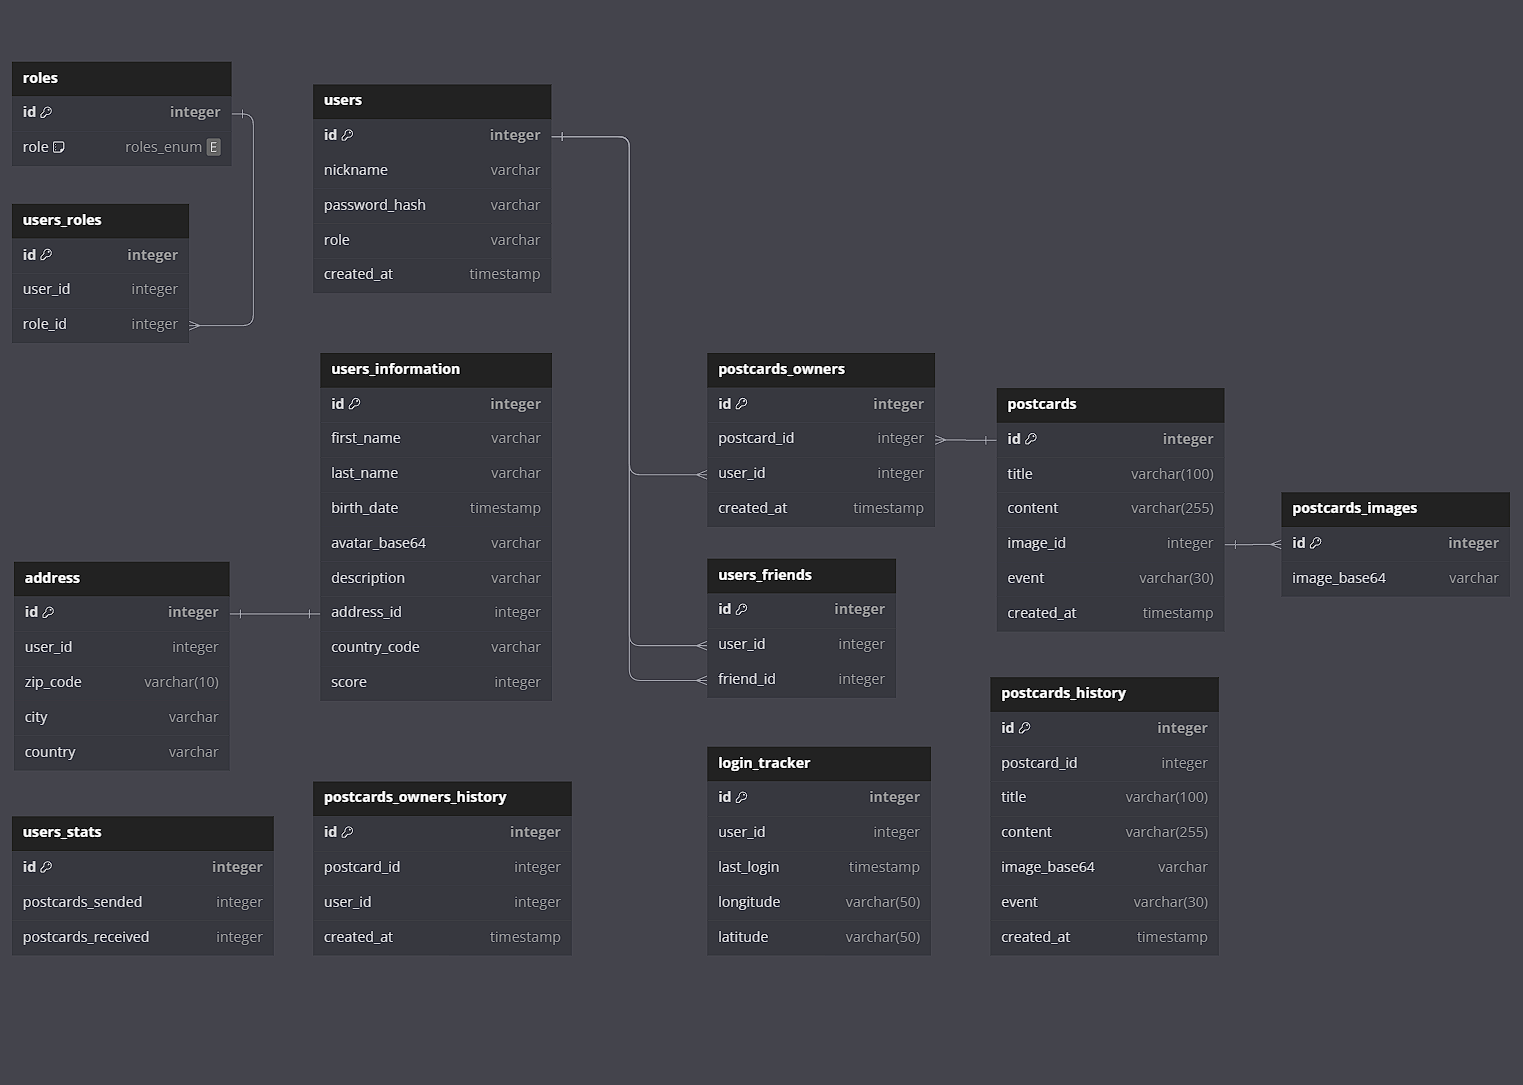 roles
id integer
role roles_enum E
users_roles
id integer
user_id integer
role_id integer
users
id integer
nickname varchar
password_hash varchar
role varchar
created_at timestamp
users_information
id integer
first_name varchar
last_name varchar
birth_date timestamp
avatar_base64 varchar
description varchar
address_id integer
country_code varchar
score integer
address
id integer
user_id integer
zip_code varchar(10)
city varchar
country varchar
users_stats
id integer
postcards_sended integer
postcards_received integer
postcards_owners_history
id integer
postcard_id integer
user_id integer
created_at timestamp
postcards_owners
id integer
postcard_id integer
user_id integer
created_at timestamp
users_friends
id integer
user_id integer
friend_id integer
login_tracker
id integer
user_id integer
last_login timestamp
longitude varchar(50)
latitude varchar(50)
postcards
id integer
title varchar(100)
content varchar(255)
image_id integer
event varchar(30)
created_at timestamp
postcards_history
id integer
postcard_id integer
title varchar(100)
content varchar(255)
image_base64 varchar
event varchar(30)
created_at timestamp
postcards_images
id integer
image_base64 varchar